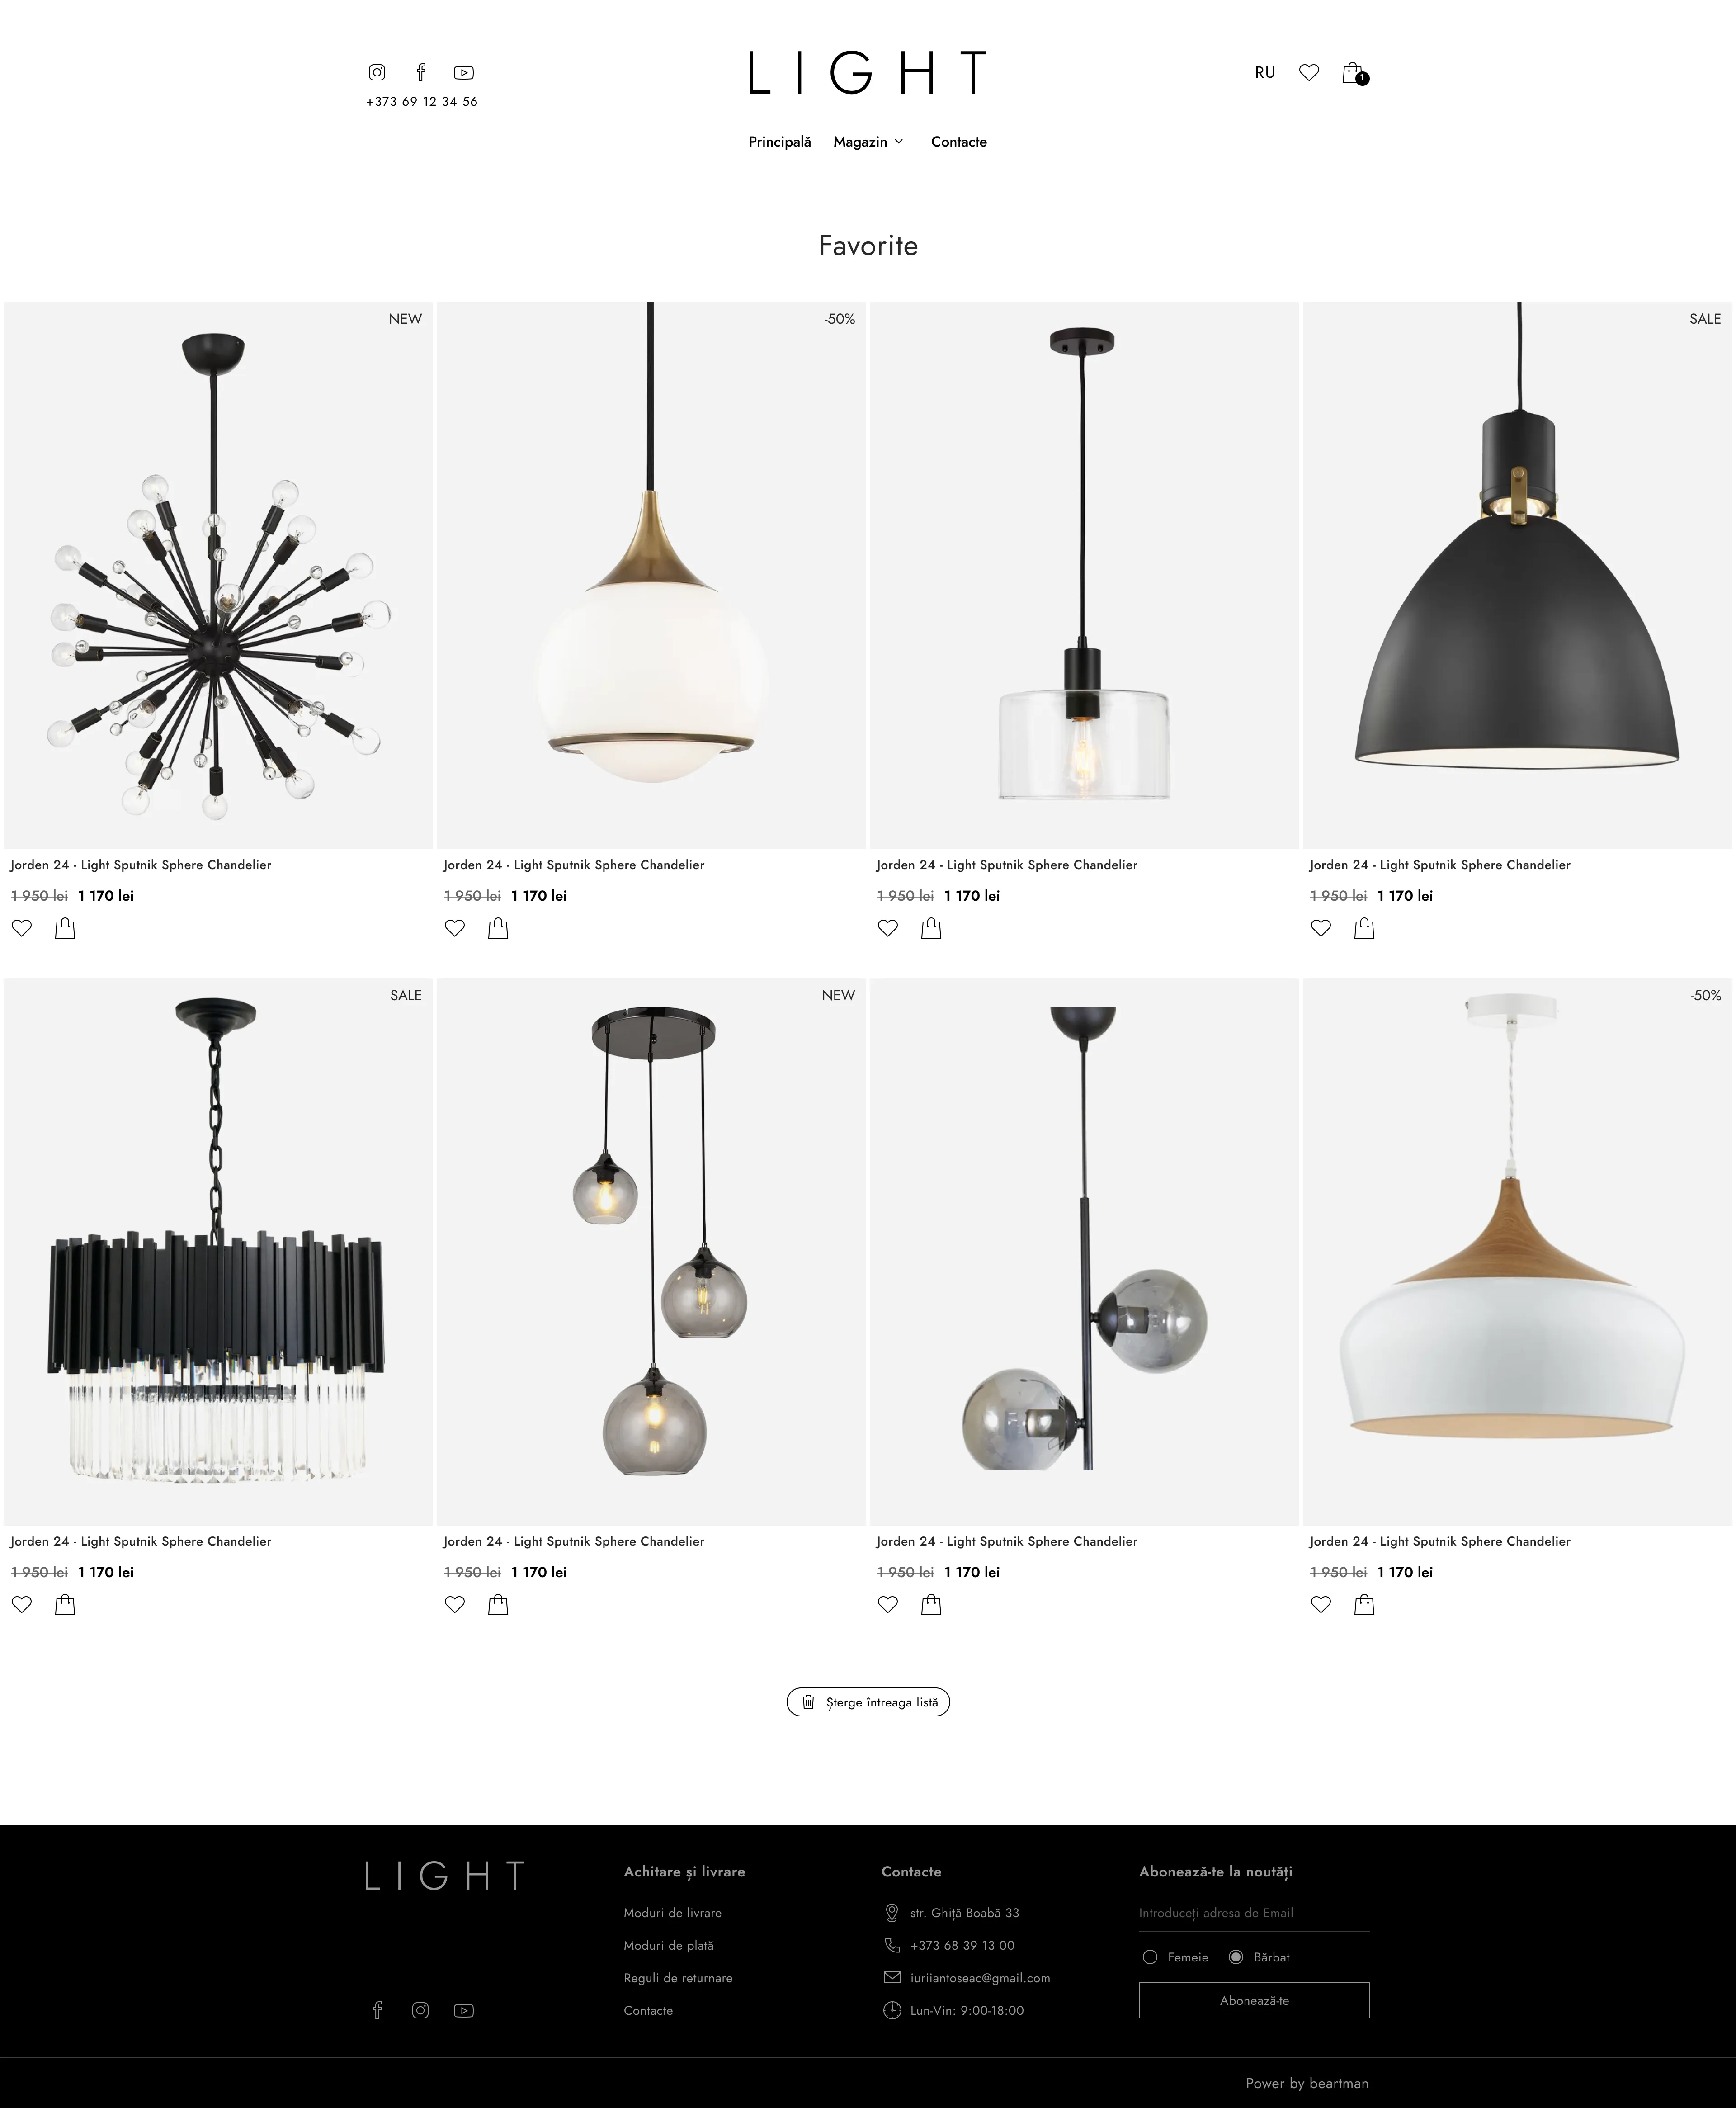 LIGHT
RU
1
+373 69 12 34 56
Principală Magazin Contacte
Favorite
NEW
-50%
SALE
Jorden 24 - Light Sputnik Sphere Chandelier
1 950 lei 1 170 lei
Jorden 24 - Light Sputnik Sphere Chandelier
1 950 lei 1 170 lei
Jorden 24 - Light Sputnik Sphere Chandelier
1 950 lei 1 170 lei
Jorden 24 - Light Sputnik Sphere Chandelier
1 950 lei 1 170 lei
SALE
NEW
-50%
Jorden 24 - Light Sputnik Sphere Chandelier
1 950 lei 1 170 lei
Jorden 24 - Light Sputnik Sphere Chandelier
1 950 lei 1 170 lei
Jorden 24 - Light Sputnik Sphere Chandelier
1 950 lei 1 170 lei
Jorden 24 - Light Sputnik Sphere Chandelier
1 950 lei 1 170 lei
Șterge întreaga listă
LIGHT
Achitare și livrare
Moduri de livrare
Moduri de plată
Reguli de returnare
Contacte
Contacte
str. Ghiță Boabă 33
+373 68 39 13 00
iuriiantoseac@gmail.com
Lun-Vin: 9:00-18:00
Abonează-te la noutăți
Introduceți adresa de Email
Femeie Bărbat
Abonează-te
Power by beartman